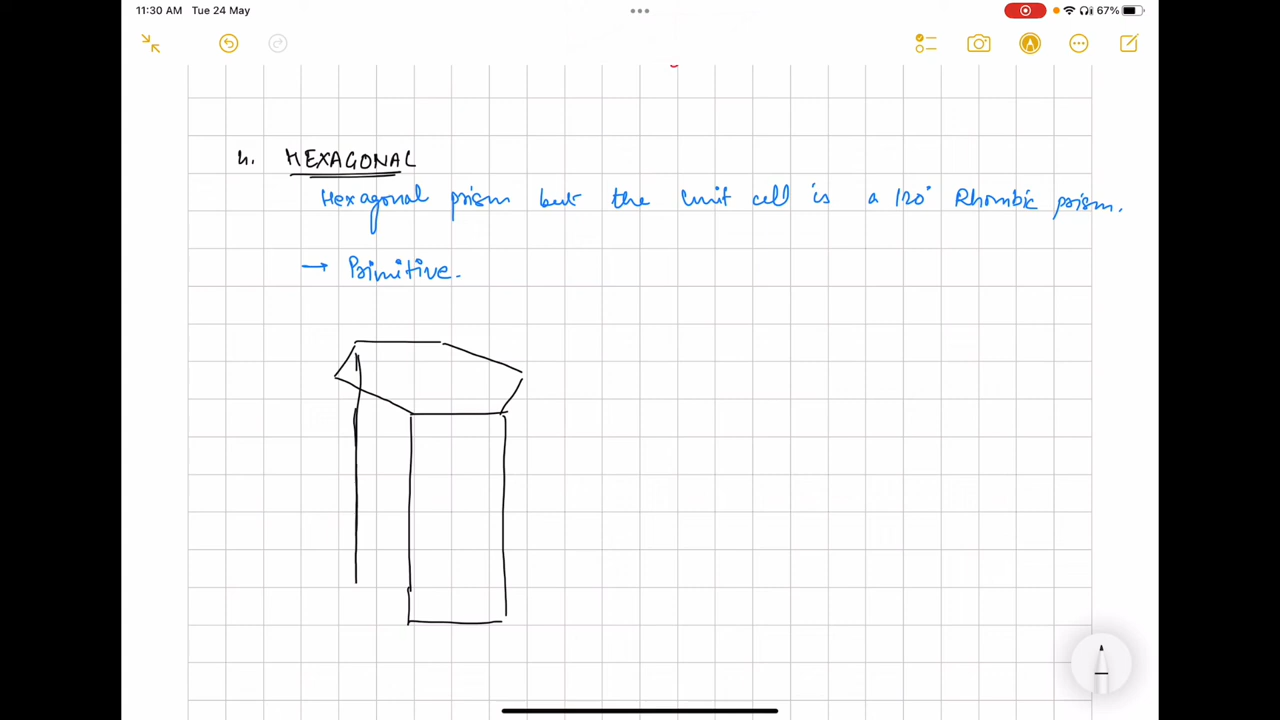 11:30 AM Tue 24 May
67%
4. HEXAGONAL
Hexagonal prism but the unit cell is a 120° Rhombic prism.
→ Primitive.